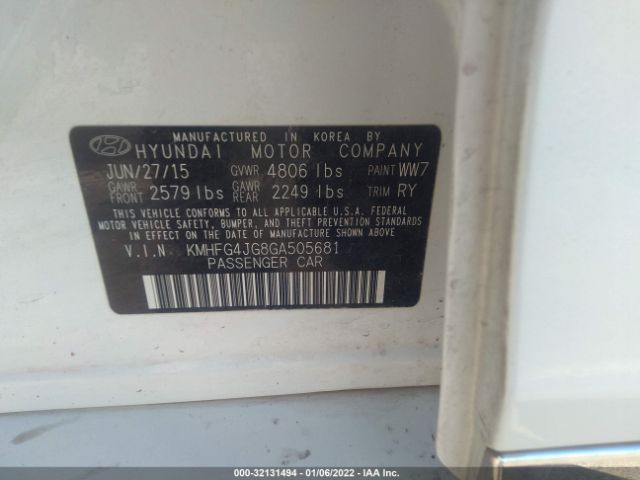 MANUFACTURED IN KOREA BY
HYUNDAI MOTOR COMPANY
JUN/27/15 GVWR 4806 lbs PAINT WW7
GAWR FRONT 2579 lbs GAWR REAR 2249 lbs TRIM RY
THIS VEHICLE CONFORMS TO ALL APPLICABLE U.S.A. FEDERAL
MOTOR VEHICLE SAFETY, BUMPER, AND THEFT PREVENTION STANDARDS
IN EFFECT ON THE DATE OF MANUFACTURE SHOWN ABOVE.
V.I.N. KMHFG4JG8GA505681
PASSENGER CAR
000-32131494 - 01/06/2022 - IAA Inc.